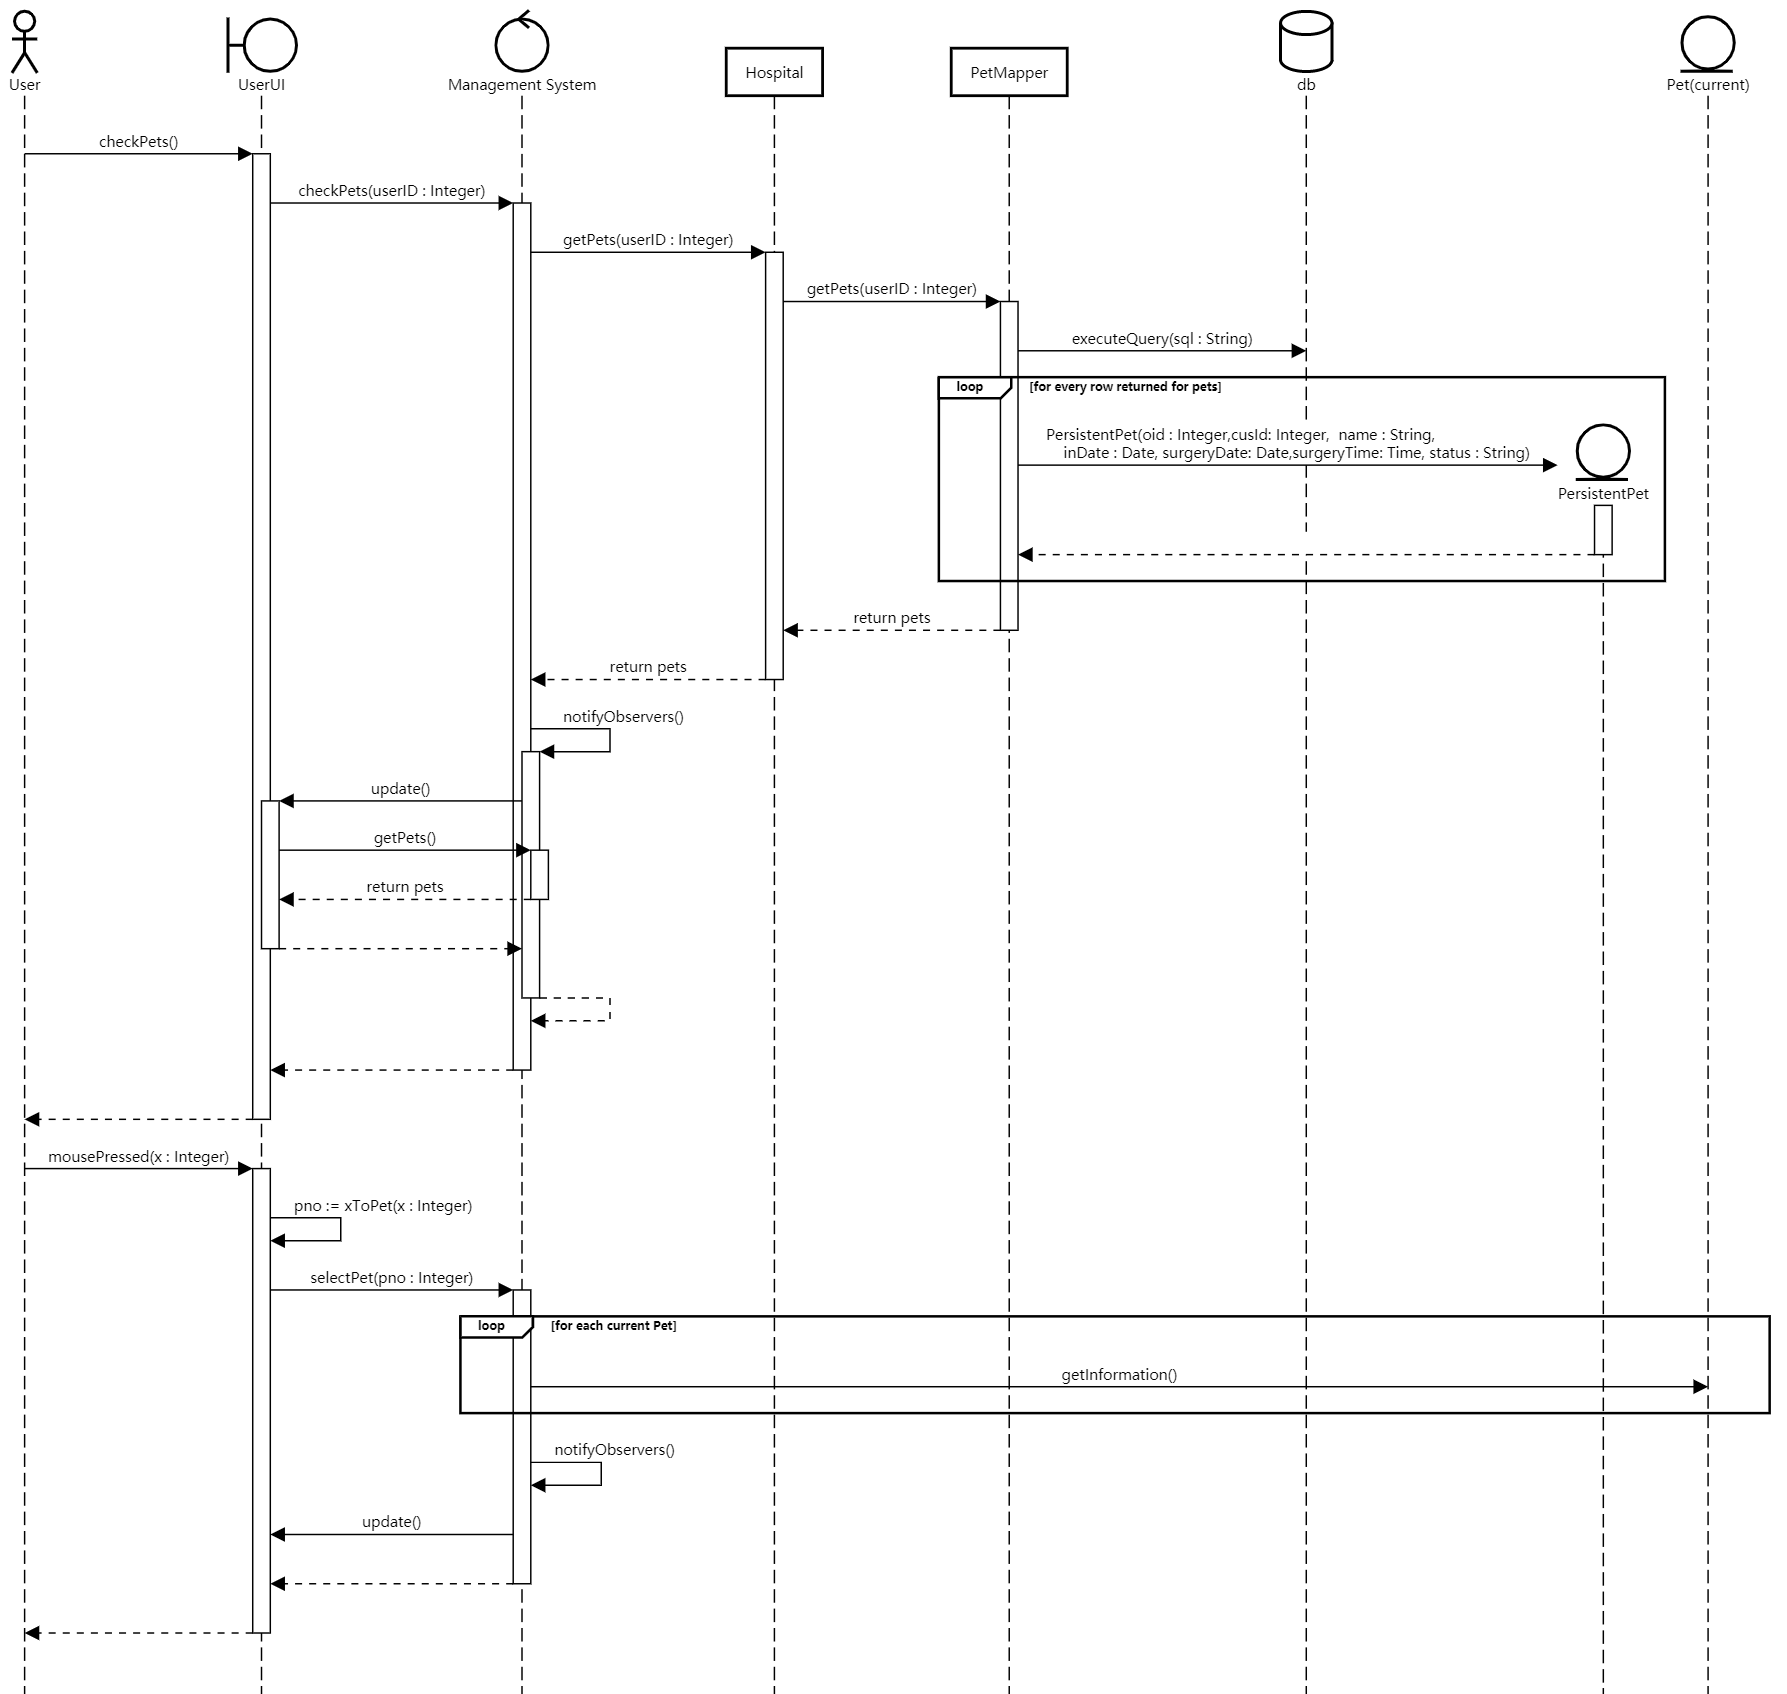 User
UserUI
Management System
Hospital
PetMapper
db
Pet(current)
checkPets()
checkPets(userID : Integer)
getPets(userID : Integer)
getPets(userID : Integer)
executeQuery(sql : String)
loop
[for every row returned for pets]
PersistentPet(oid : Integer,cusId: Integer,  name : String,
inDate : Date, surgeryDate: Date,surgeryTime: Time, status : String)
PersistentPet
return pets
return pets
notifyObservers()
update()
getPets()
return pets
mousePressed(x : Integer)
pno := xToPet(x : Integer)
selectPet(pno : Integer)
loop
[for each current Pet]
getInformation()
notifyObservers()
update()